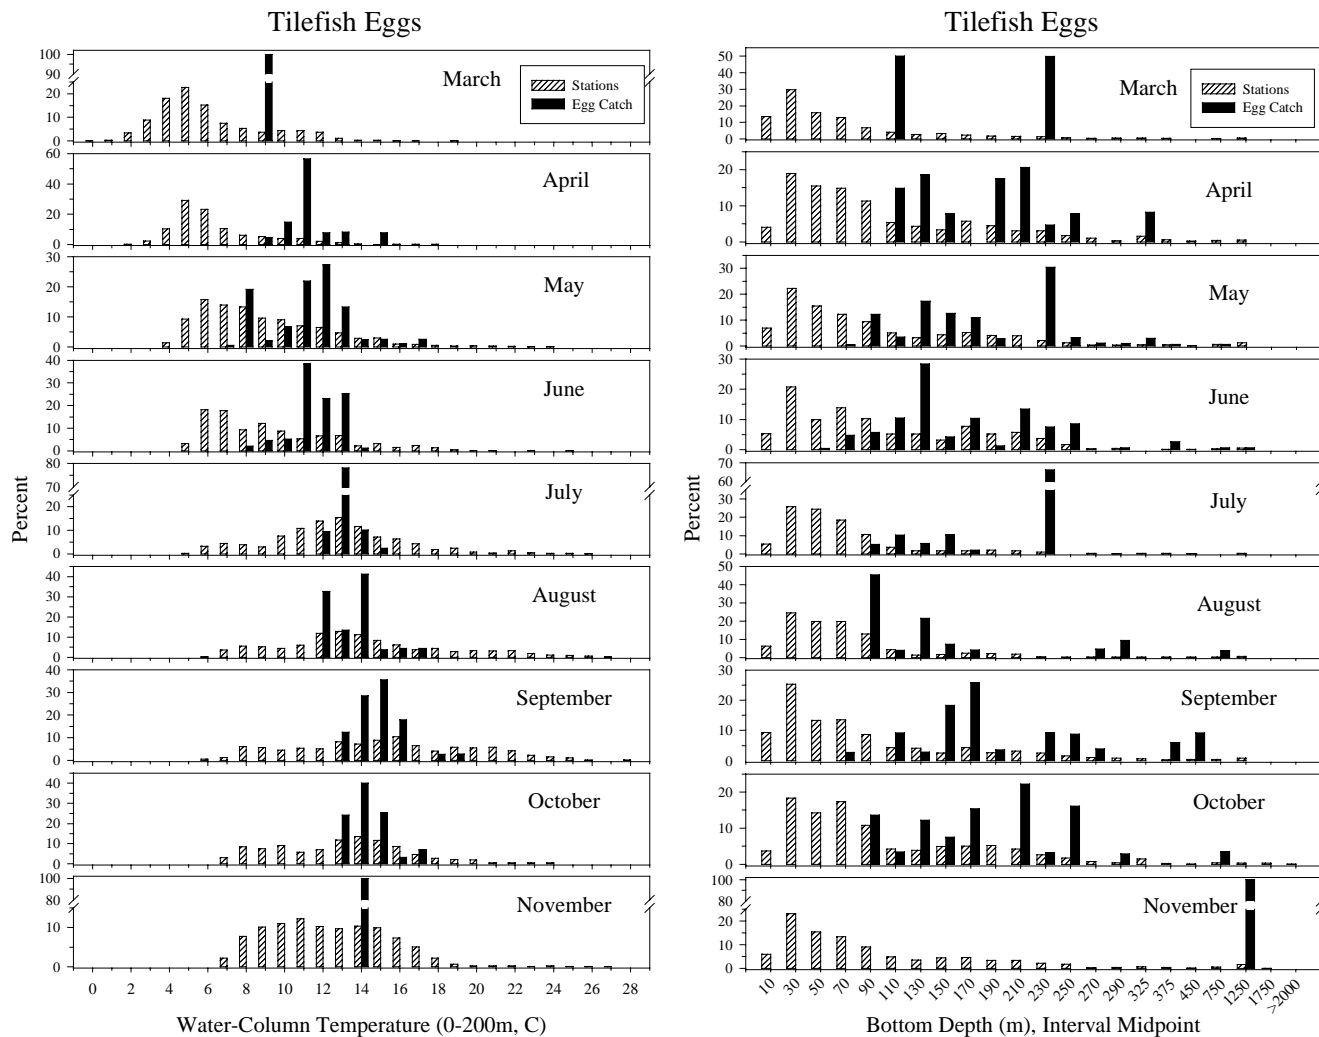 Tilefish Eggs
100
90
20
10
0
March
Stations
Egg Catch
60
40
20
0
April
30
20
10
0
May
40
30
20
10
0
June
80
70
20
10
0
July
40
30
20
10
0
August
40
30
20
10
0
September
40
30
20
10
0
October
100
80
10
0
November
0 2 4 6 8 10 12 14 16 18 20 22 24 26 28
Percent
Water-Column Temperature (0-200m, C)
Tilefish Eggs
50
40
30
20
10
0
March
Stations
Egg Catch
20
10
0
April
30
20
10
0
May
30
20
10
0
June
70
60
30
20
10
0
July
50
40
30
20
10
0
August
30
20
10
0
September
20
10
0
October
100
80
20
10
0
November
10 30 50 70 90 110 130 150 170 190 210 230 250 270 290 325 375 450 750 1250 1750 >2000
Percent
Bottom Depth (m), Interval Midpoint